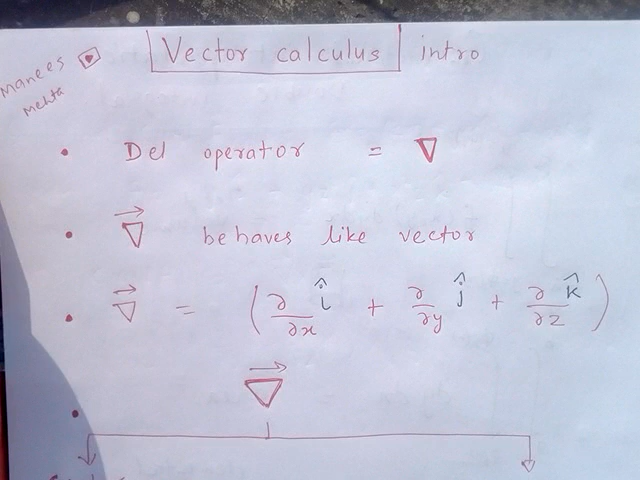 Vector calculus intro
Manees
Mehta
• Del operator = ∇
• ∇⃗ behaves like vector
• ∇⃗ = (∂/∂x î + ∂/∂y ĵ + ∂/∂z k̂)
• ∇⃗